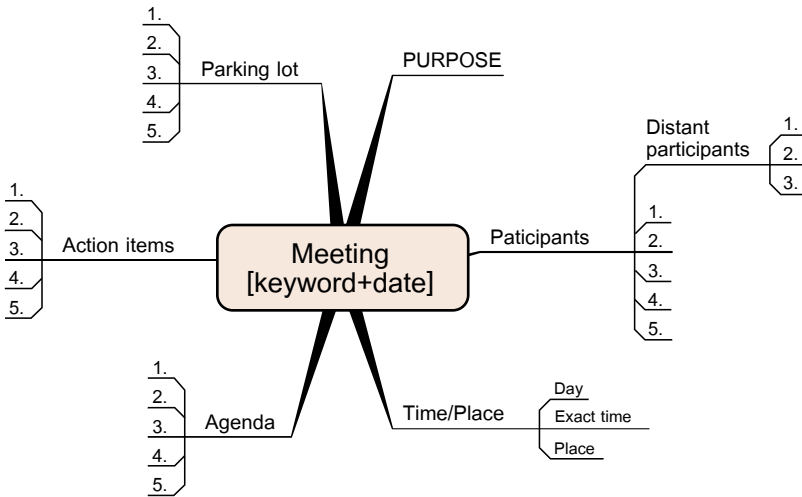 Meeting
[keyword+date]
PURPOSE
Paticipants
Distant
participants
1.
2.
3.
1.
2.
3.
4.
5.
Time/Place
Day
Exact time
Place
Agenda
1.
2.
3.
4.
5.
Action items
1.
2.
3.
4.
5.
Parking lot
1.
2.
3.
4.
5.